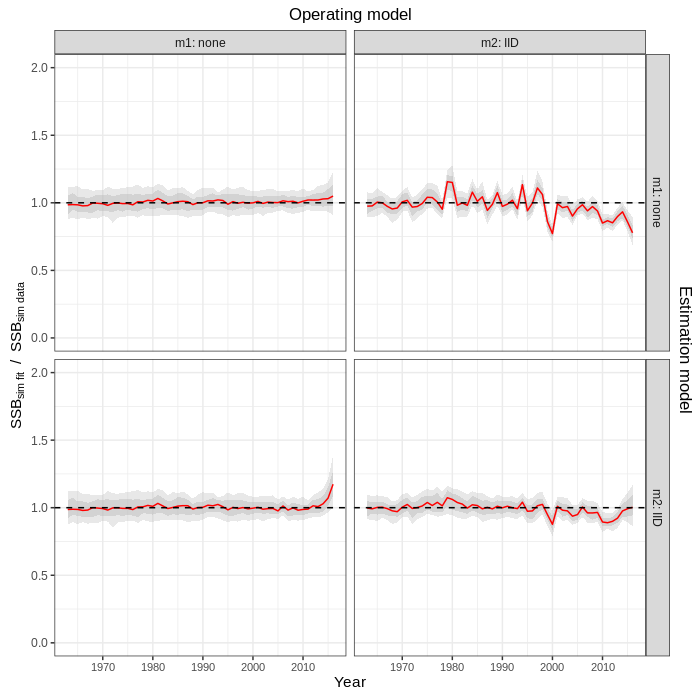 Operating model
m1: none
m2: IID
2.0
1.5
1.0
0.5
0.0
m1: none
2.0
1.5
1.0
0.5
0.0
m2: IID
SSBsim fit / SSBsim data
Estimation model
1970 1980 1990 2000 2010
1970 1980 1990 2000 2010
Year